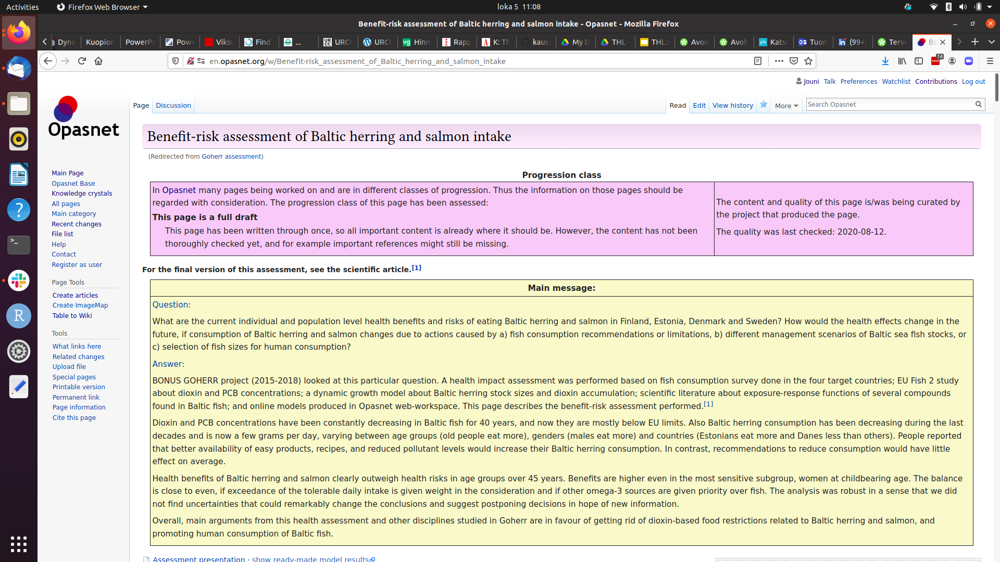 Activities
Firefox Web Browser
loka 5 11:08
Benefit-risk assessment of Baltic herring and salmon intake - Opasnet - Mozilla Firefox
Dyna
Kuopion
PowerPo
Powe
Viksu
Find
...
URCC
URCC
Hinna
Rapp
K: Th
kaus
My D
THL
THL:
Avoi
Avoh
Katso
Tuom
(99+)
Terve
Be
en.opasnet.org/w/Benefit-risk_assessment_of_Baltic_herring_and_salmon_intake
14
Jouni Talk Preferences Watchlist Contributions Log out
Opasnet
Page Discussion
Read Edit View history More
Search Opasnet
Benefit-risk assessment of Baltic herring and salmon intake
(Redirected from Goherr assessment)
Main Page
Opasnet Base
Knowledge crystals
All pages
Main category
Recent changes
File list
Help
Contact
Register as user
Page Tools
Create articles
Create ImageMap
Table to Wiki
Tools
What links here
Related changes
Upload file
Special pages
Printable version
Permanent link
Page information
Cite this page
>_
R
?
Progression class
In Opasnet many pages being worked on and are in different classes of progression. Thus the information on those pages should be
regarded with consideration. The progression class of this page has been assessed:
This page is a full draft
This page has been written through once, so all important content is already where it should be. However, the content has not been
thoroughly checked yet, and for example important references might still be missing.
The content and quality of this page is/was being curated by
the project that produced the page.
The quality was last checked: 2020-08-12.
For the final version of this assessment, see the scientific article.[1]
Main message:
Question:
What are the current individual and population level health benefits and risks of eating Baltic herring and salmon in Finland, Estonia, Denmark and Sweden? How would the health effects change in the
future, if consumption of Baltic herring and salmon changes due to actions caused by a) fish consumption recommendations or limitations, b) different management scenarios of Baltic sea fish stocks, or
c) selection of fish sizes for human consumption?
Answer:
BONUS GOHERR project (2015-2018) looked at this particular question. A health impact assessment was performed based on fish consumption survey done in the four target countries; EU Fish 2 study
about dioxin and PCB concentrations; a dynamic growth model about Baltic herring stock sizes and dioxin accumulation; scientific literature about exposure-response functions of several compounds
found in Baltic fish; and online models produced in Opasnet web-workspace. This page describes the benefit-risk assessment performed.[1]
Dioxin and PCB concentrations have been constantly decreasing in Baltic fish for 40 years, and now they are mostly below EU limits. Also Baltic herring consumption has been decreasing during the last
decades and is now a few grams per day, varying between age groups (old people eat more), genders (males eat more) and countries (Estonians eat more and Danes less than others). People reported
that better availability of easy products, recipes, and reduced pollutant levels would increase their Baltic herring consumption. In contrast, recommendations to reduce consumption would have little
effect on average.
Health benefits of Baltic herring and salmon clearly outweigh health risks in age groups over 45 years. Benefits are higher even in the most sensitive subgroup, women at childbearing age. The balance
is close to even, if exceedance of the tolerable daily intake is given weight in the consideration and if other omega-3 sources are given priority over fish. The analysis was robust in a sense that we did
not find uncertainties that could remarkably change the conclusions and suggest postponing decisions in hope of new information.
Overall, main arguments from this health assessment and other disciplines studied in Goherr are in favour of getting rid of dioxin-based food restrictions related to Baltic herring and salmon, and
promoting human consumption of Baltic fish.
Assessment presentation · show ready-made model results